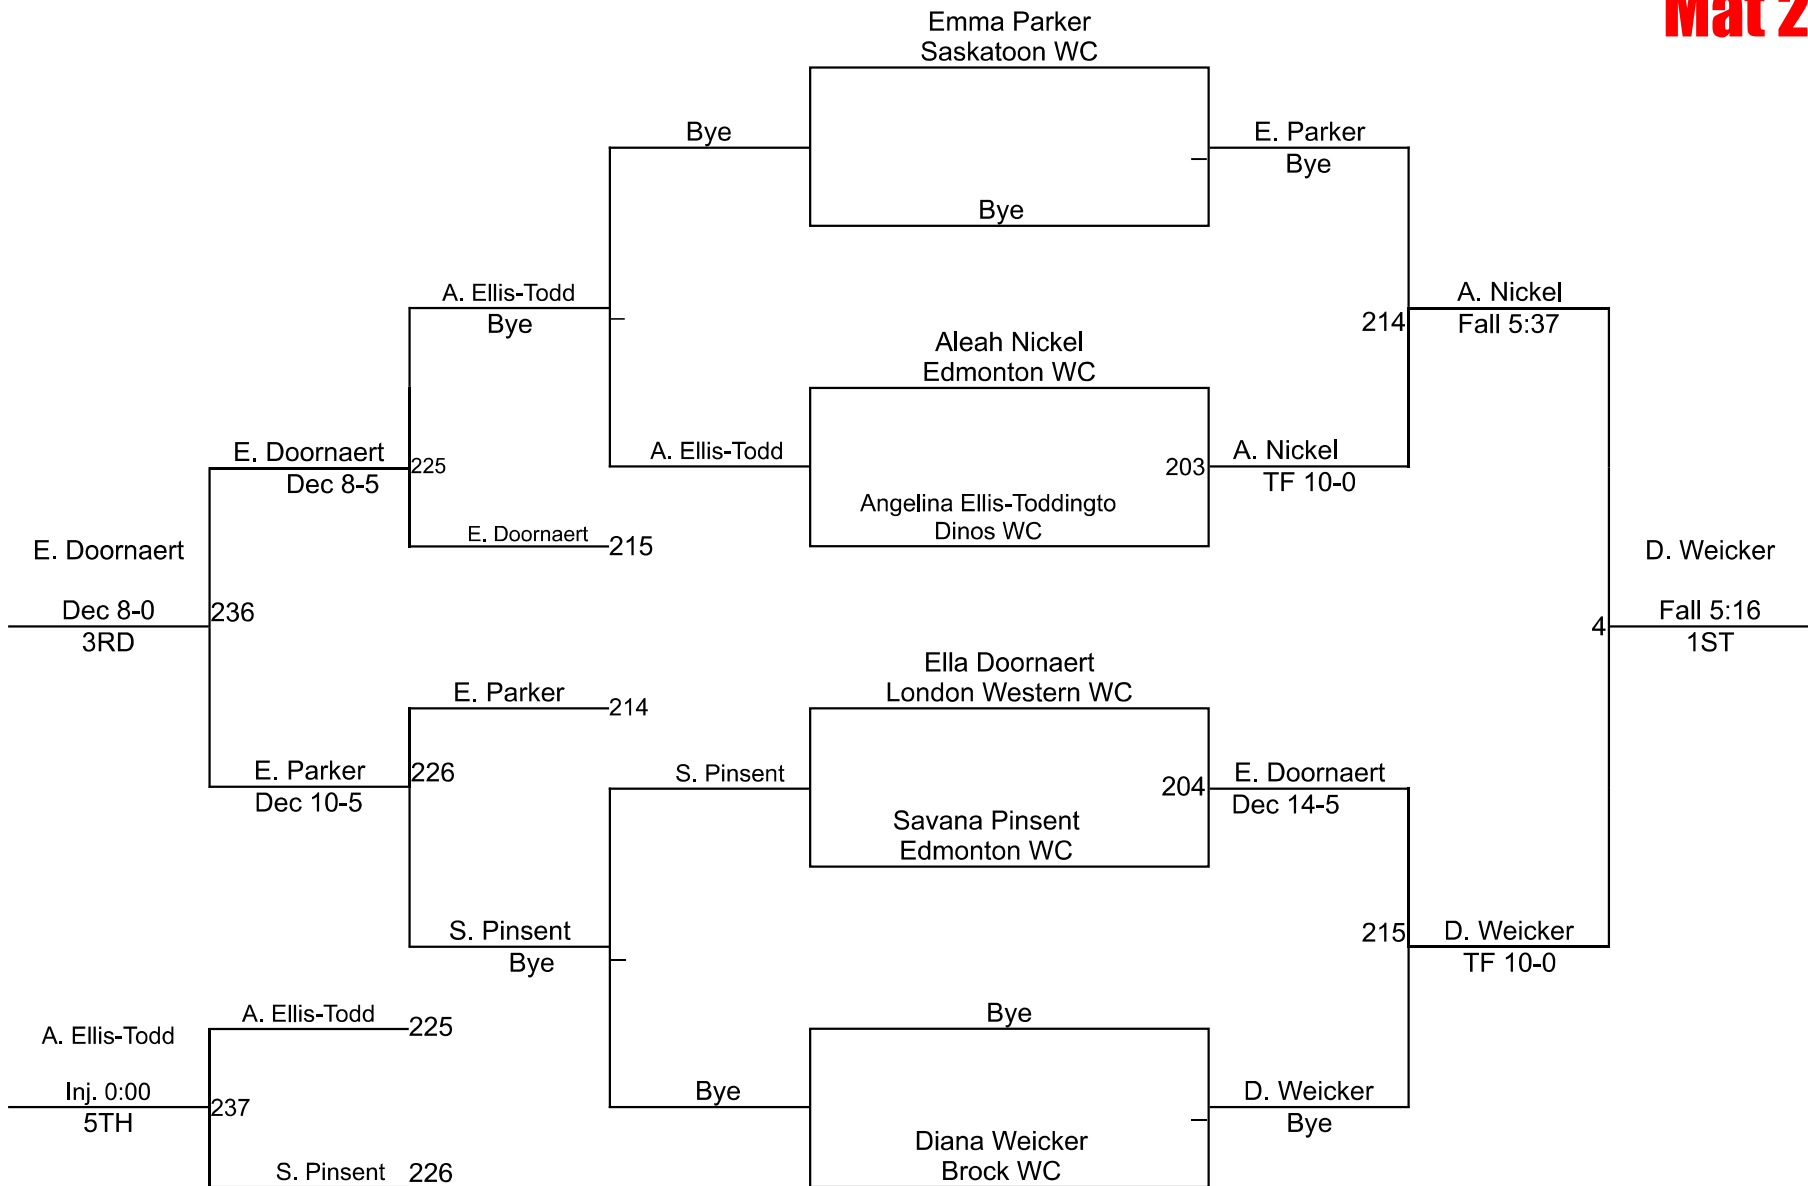 Mat 2
Emma Parker
Saskatoon WC
Bye
E. Parker
Bye
Bye
A. Ellis-Todd
Bye
A. Nickel
Fall 5:37
214
Aleah Nickel
Edmonton WC
E. Doornaert
Dec 8-5
225
A. Ellis-Todd
203
A. Nickel
TF 10-0
Angelina Ellis-Toddingto
Dinos WC
E. Doornaert
215
E. Doornaert
Dec 8-0
3RD
236
D. Weicker
Fall 5:16
1ST
4
Ella Doornaert
London Western WC
E. Parker
214
E. Parker
Dec 10-5
226
S. Pinsent
204
E. Doornaert
Dec 14-5
Savana Pinsent
Edmonton WC
S. Pinsent
Bye
215
D. Weicker
TF 10-0
A. Ellis-Todd
225
Bye
A. Ellis-Todd
Inj. 0:00
5TH
237
Bye
D. Weicker
Bye
Diana Weicker
Brock WC
S. Pinsent
226